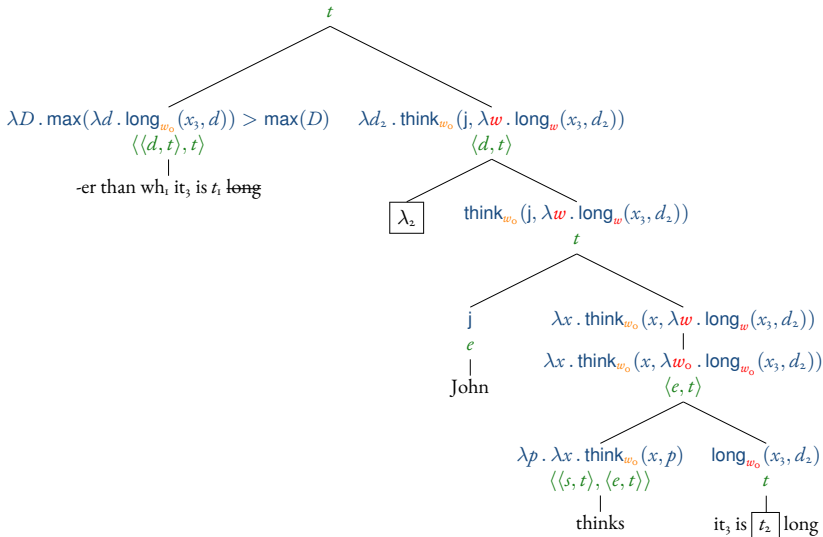 t
λD . max(λd . long_w₀(x₃, d)) > max(D) λd₂ . think_w₀(j, λw . long_w(x₃, d₂))
⟨⟨d, t⟩, t⟩ ⟨d, t⟩
-er than wh₁ it₃ is t₁ ~~long~~
λ₂ think_w₀(j, λw . long_w(x₃, d₂))
t
j λx . think_w₀(x, λw . long_w(x₃, d₂))
e λx . think_w₀(x, λw₀ . long_w₀(x₃, d₂))
John ⟨e, t⟩
λp . λx . think_w₀(x, p) long_w₀(x₃, d₂)
⟨⟨s, t⟩, ⟨e, t⟩⟩ t
thinks it₃ is t₂ long